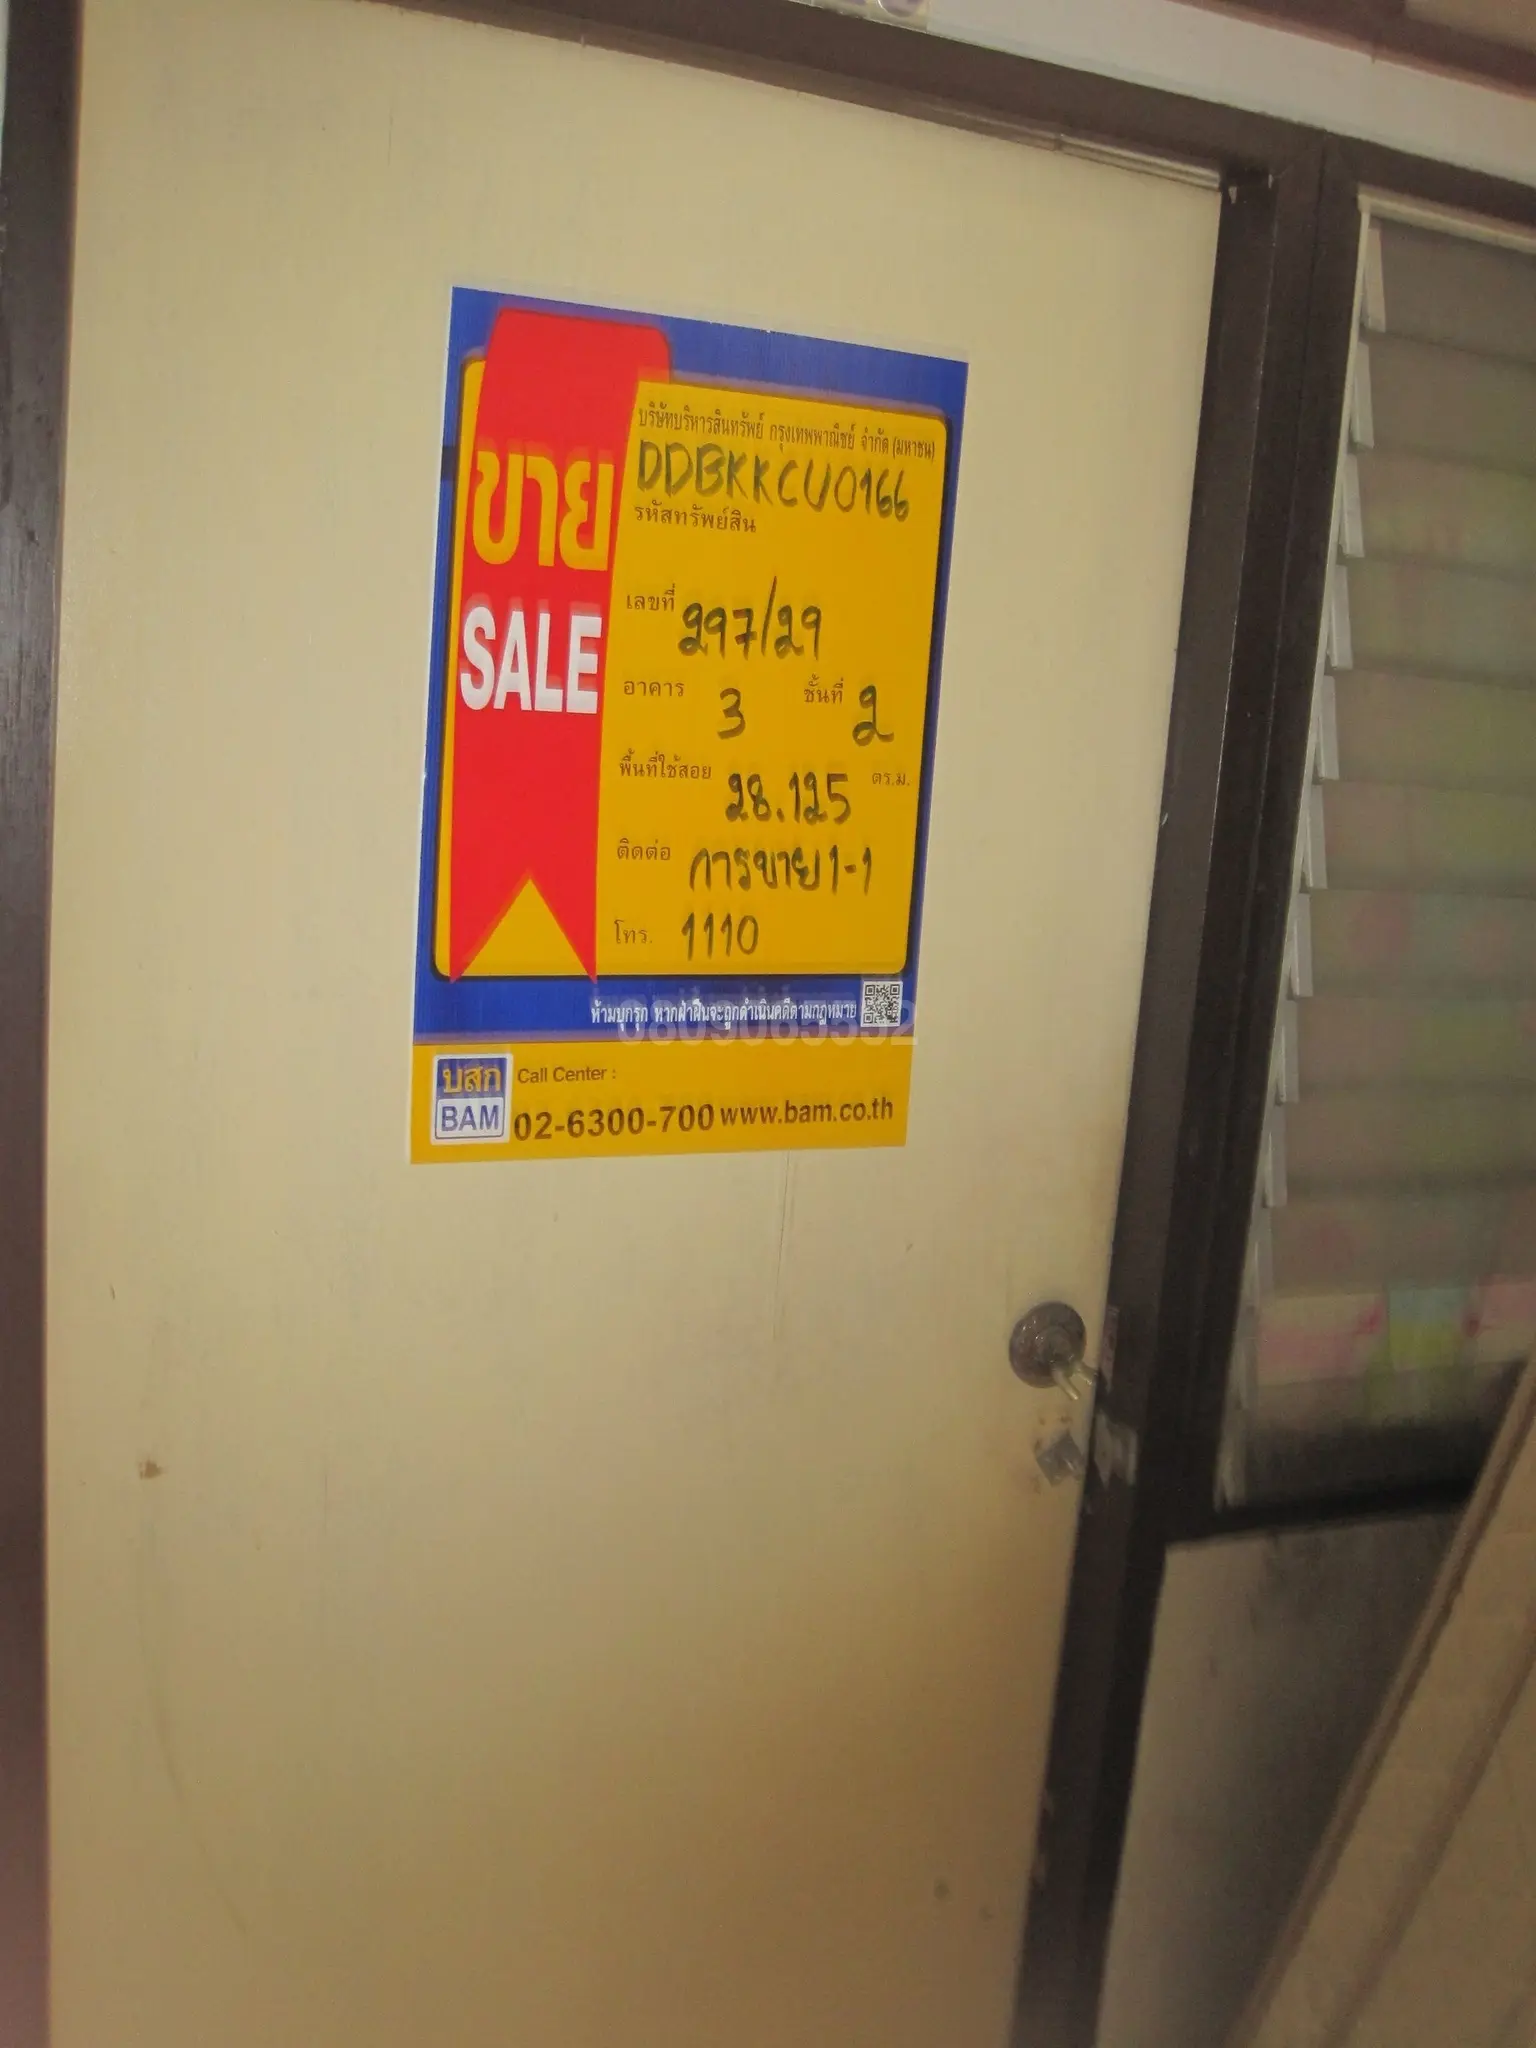 ขาย
SALE
บริษัทบริหารสินทรัพย์ กรุงเทพพาณิชย์ จำกัด (มหาชน)
DDBKKCU0166
รหัสทรัพย์สิน
เลขที่ 297/29
อาคาร 3 ชั้นที่ 2
พื้นที่ใช้สอย 28.125 ตร.ม.
ติดต่อ การขาย 1-1
โทร. 1110
ห้ามบุกรุก หากฝ่าฝืนจะถูกดำเนินคดีตามกฎหมาย
บสก
BAM
Call Center :
02-6300-700 www.bam.co.th